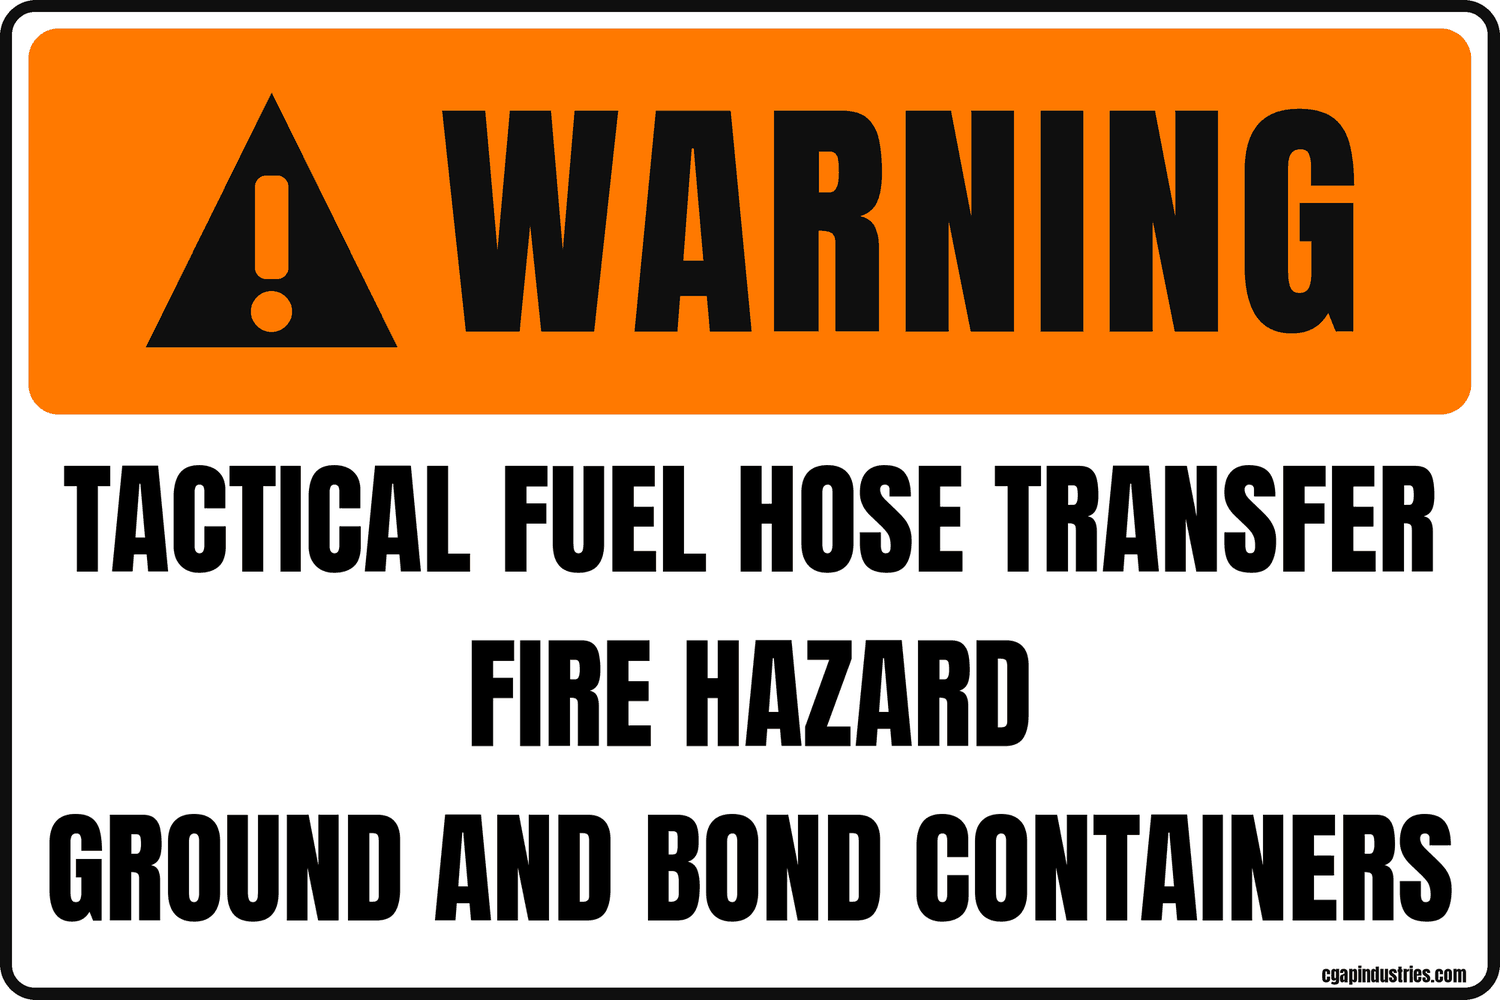 WARNING
TACTICAL FUEL HOSE TRANSFER
FIRE HAZARD
GROUND AND BOND CONTAINERS
cgapindustries.com